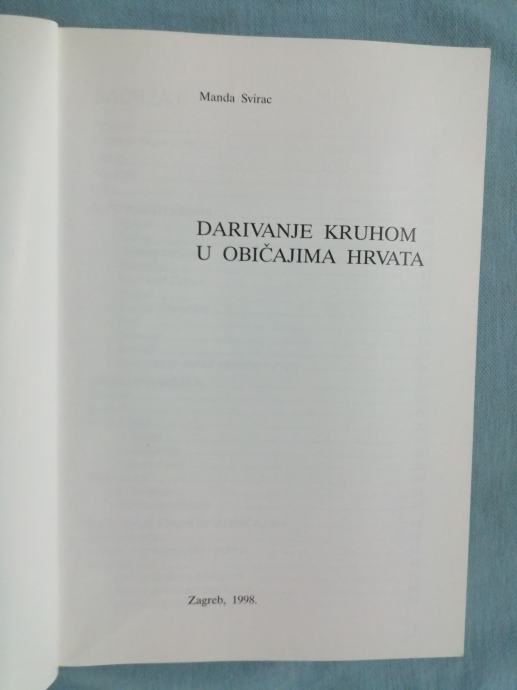 Manda Svirac
DARIVANJE KRUHOM
U OBIČAJIMA HRVATA
Zagreb, 1998.